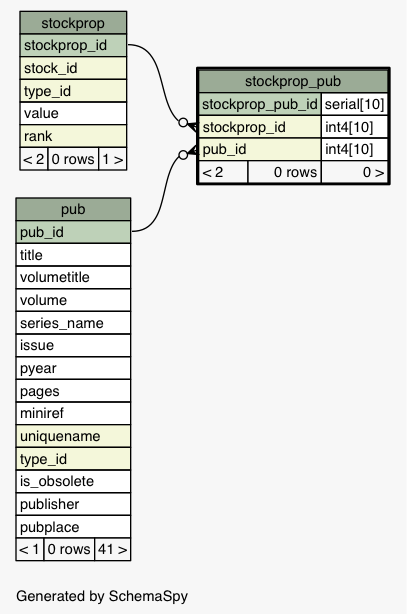 stockprop
stockprop_id
stock_id
type_id
value
rank
< 2 0 rows 1 >
stockprop_pub
stockprop_pub_id serial[10]
stockprop_id int4[10]
pub_id int4[10]
< 2 0 rows 0 >
pub
pub_id
title
volumetitle
volume
series_name
issue
pyear
pages
miniref
uniquename
type_id
is_obsolete
publisher
pubplace
< 1 0 rows 41 >
Generated by SchemaSpy